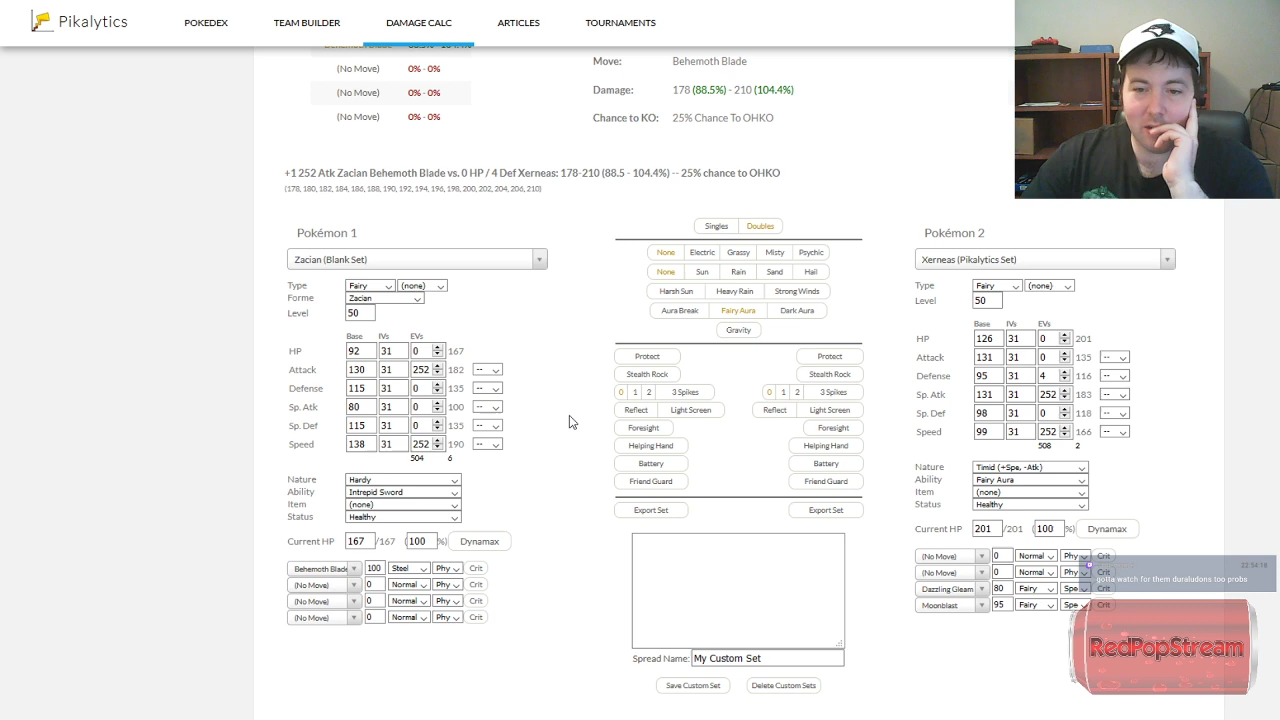 Pikalytics
POKEDEX TEAM BUILDER DAMAGE CALC ARTICLES TOURNAMENTS
(No Move) 0% - 0% Move: Behemoth Blade
(No Move) 0% - 0% Damage: 178 (88.5%) - 210 (104.4%)
(No Move) 0% - 0% Chance to KO: 25% Chance To OHKO
+1 252 Atk Zacian Behemoth Blade vs. 0 HP / 4 Def Xerneas: 178-210 (88.5 - 104.4%) -- 25% chance to OHKO
(178, 180, 182, 184, 186, 188, 190, 192, 194, 196, 198, 200, 202, 204, 206, 210)
Pokémon 1
Zacian (Blank Set)
Type Fairy (none)
Forme Zacian
Level 50
Base IVs EVs
HP 92 31 0 167
Attack 130 31 252 182 --
Defense 115 31 0 135 --
Sp. Atk 80 31 0 100 --
Sp. Def 115 31 0 135 --
Speed 138 31 252 190 --
504 6
Nature Hardy
Ability Intrepid Sword
Item (none)
Status Healthy
Current HP 167 /167 (100 %) Dynamax
Behemoth Blade 100 Steel Phy Crit
(No Move) 0 Normal Phy Crit
(No Move) 0 Normal Phy Crit
(No Move) 0 Normal Phy Crit
Singles Doubles
None Electric Grassy Misty Psychic
None Sun Rain Sand Hail
Harsh Sun Heavy Rain Strong Winds
Aura Break Fairy Aura Dark Aura
Gravity
Protect Protect
Stealth Rock Stealth Rock
0 1 2 3 Spikes 0 1 2 3 Spikes
Reflect Light Screen Reflect Light Screen
Foresight Foresight
Helping Hand Helping Hand
Battery Battery
Friend Guard Friend Guard
Export Set Export Set
Spread Name: My Custom Set
Save Custom Set Delete Custom Sets
Pokémon 2
Xerneas (Pikalytics Set)
Type Fairy (none)
Level 50
Base IVs EVs
HP 126 31 0 201
Attack 131 31 0 135 --
Defense 95 31 4 116 --
Sp. Atk 131 31 252 183 --
Sp. Def 98 31 0 118 --
Speed 99 31 252 166 --
508 2
Nature Timid (+Spe, -Atk)
Ability Fairy Aura
Item (none)
Status Healthy
Current HP 201 /201 (100 %) Dynamax
(No Move) 0 Normal Phy Crit
(No Move) 0 Normal Phy Crit
Dazzling Gleam 80 Fairy Spe Crit
Moonblast 95 Fairy Spe Crit
gotta watch for them duraludons too probs
RedPopStream